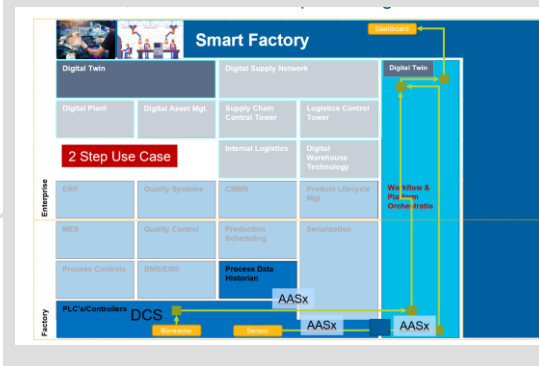 Smart Factory
Dashboard
Digital Twin
Digital Supply Network
Digital Twin
Digital Plant
Digital Asset Mgt.
Supply Chain
Control Tower
Logistics Control
Tower
2 Step Use Case
Internal Logistics
Digital
Warehouse
Technology
Enterprise
ERP
Quality Systems
CMMS
Product Lifecycle
Mgt.
Workflow &
Platform
Orchestratio
MES
Quality Control
Production
Scheduling
Serialization
Process Controls
BMS/EMS
Process Data
Historian
Factory
PLC's/Controllers
DCS
AASx
Bioreactor
Sensor
AASx
AASx